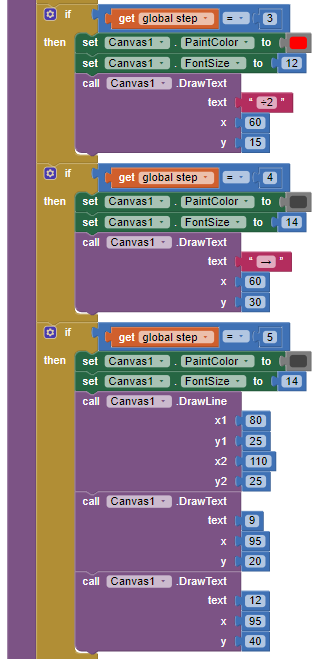 if get global step = 3
then set Canvas1 . PaintColor to
set Canvas1 . FontSize to 12
call Canvas1 .DrawText
text " ÷2 "
x 60
y 15
if get global step = 4
then set Canvas1 . PaintColor to
set Canvas1 . FontSize to 14
call Canvas1 .DrawText
text " → "
x 60
y 30
if get global step = 5
then set Canvas1 . PaintColor to
set Canvas1 . FontSize to 14
call Canvas1 .DrawLine
x1 80
y1 25
x2 110
y2 25
call Canvas1 .DrawText
text 9
x 95
y 20
call Canvas1 .DrawText
text 12
x 95
y 40